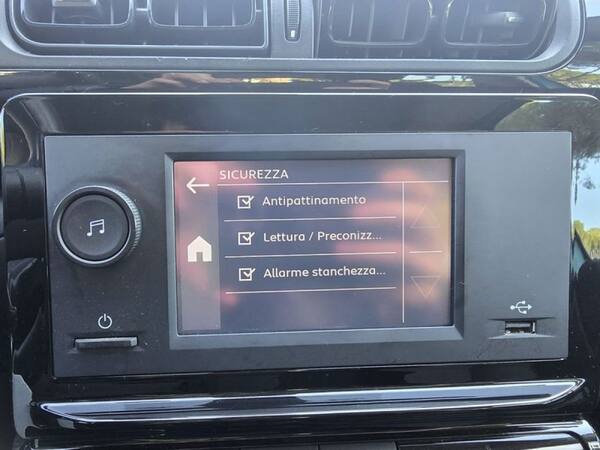 SICUREZZA
Antipattinamento
Lettura / Preconizz...
Allarme stanchezza...